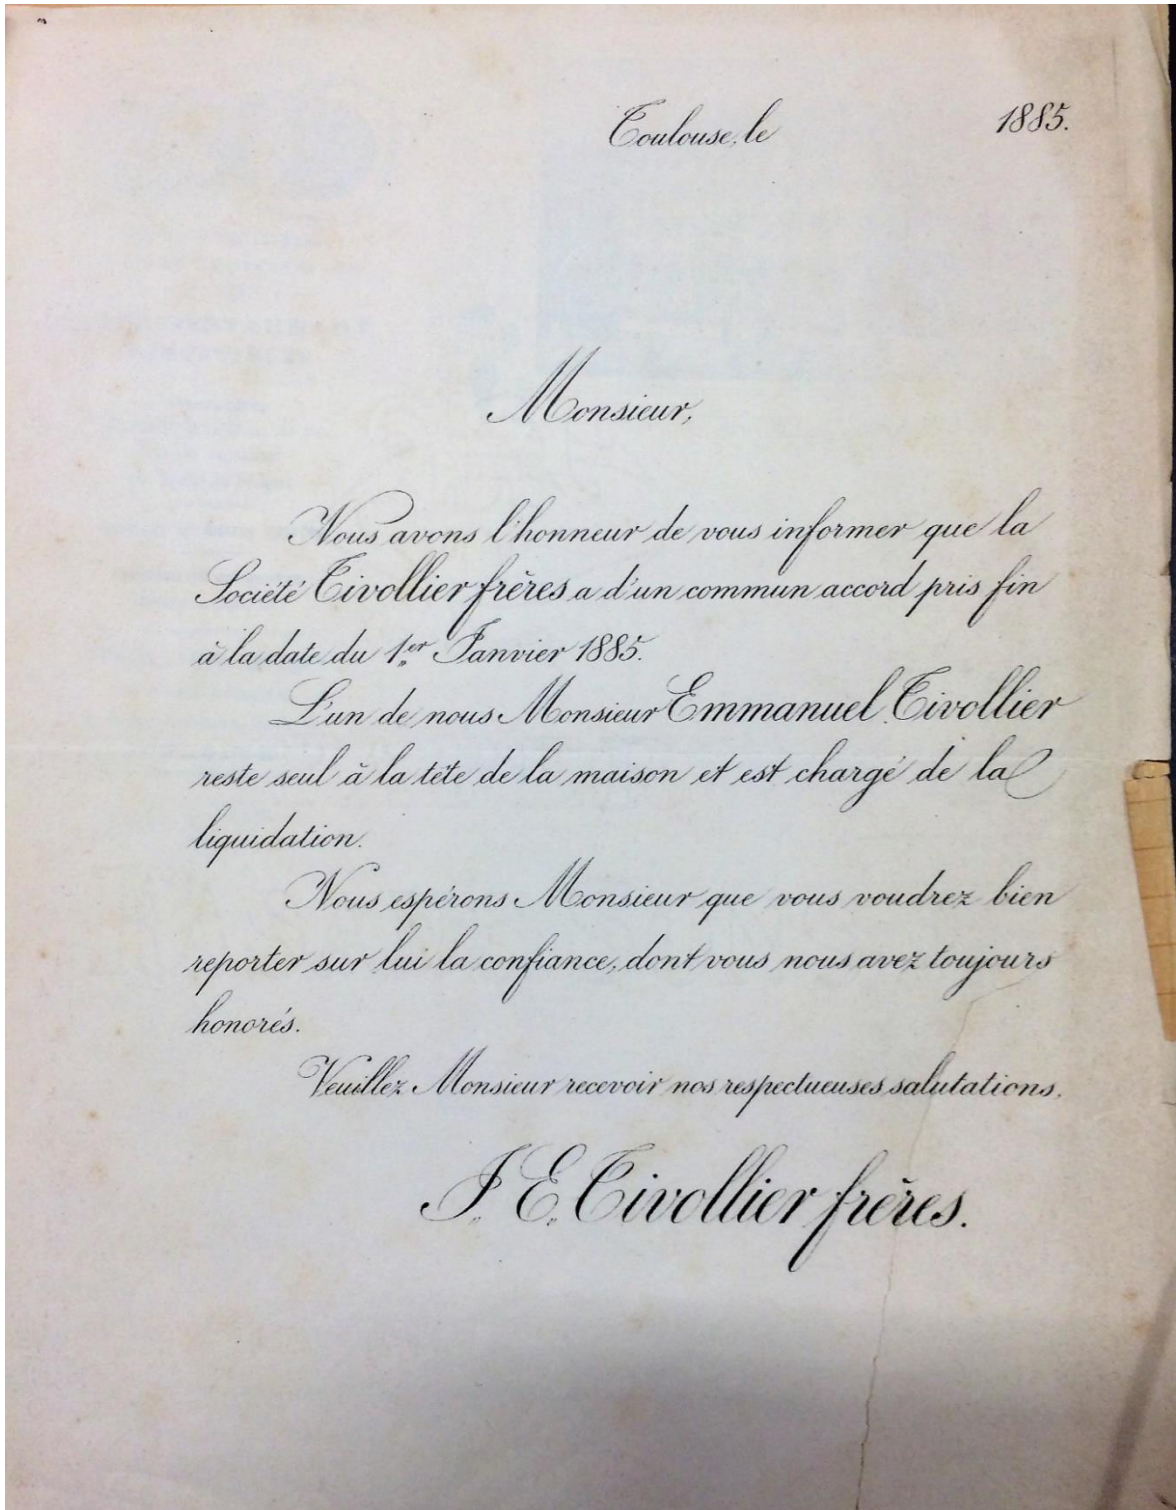 Toulouse, le 1885.
Monsieur,
Nous avons l'honneur de vous informer que la
Société Tivollier frères a d'un commun accord pris fin
à la date du 1er Janvier 1885.
L'un de nous Monsieur Emmanuel Tivollier
reste seul à la tête de la maison et est chargé de la
liquidation.
Nous espérons Monsieur que vous voudrez bien
reporter sur lui la confiance, dont vous nous avez toujours
honorés.
Veuillez Monsieur recevoir nos respectueuses salutations.
J. E. Tivollier frères.